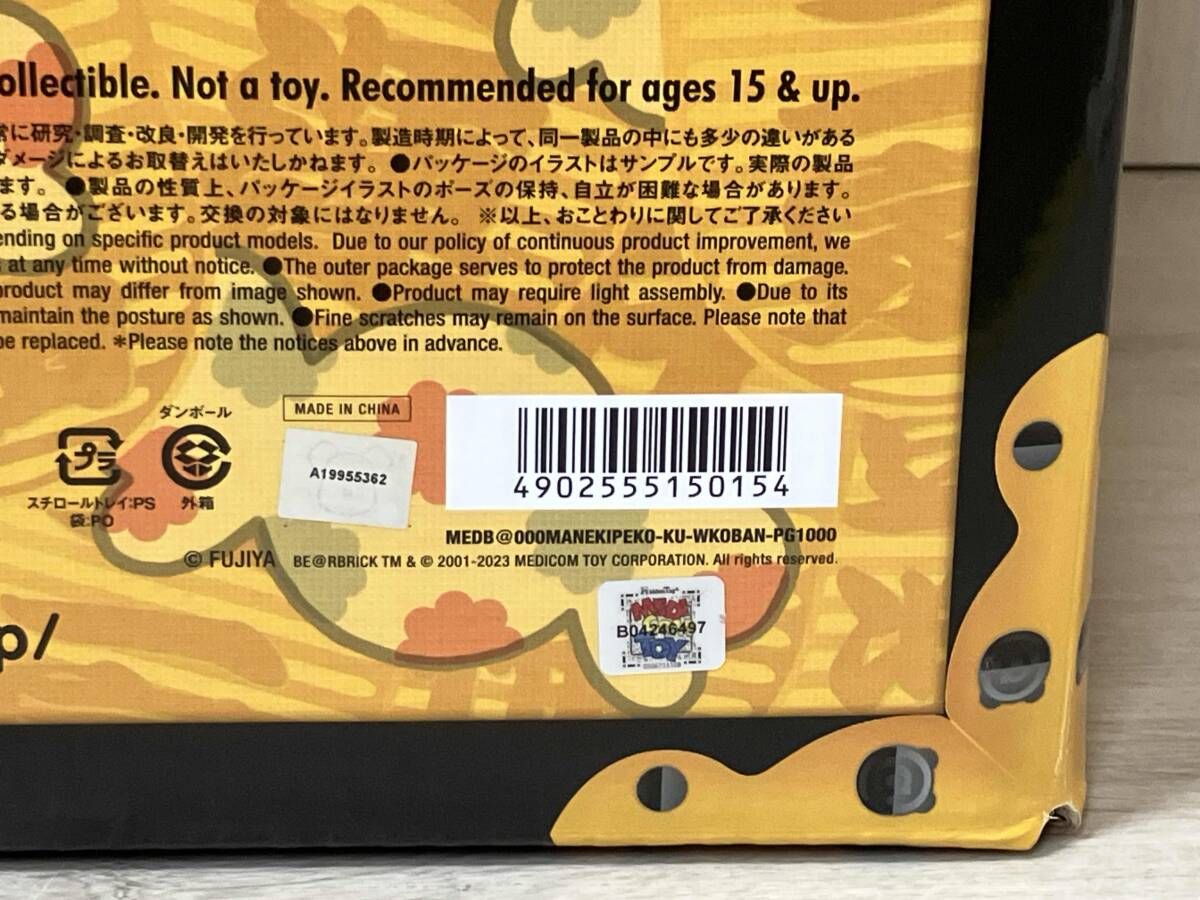 ollectible. Not a toy. Recommended for ages 15 & up.
常に研究・調査・改良・開発を行っています。製造時期によって、同一製品の中にも多少の違いがある
ダメージによるお取替えはいたしかねます。 ●パッケージのイラストはサンプルです。実際の製品
ます。 ●製品の性質上、パッケージイラストのポーズの保持、自立が困難な場合があります。
る場合がございます。交換の対象にはなりません。 ※以上、おことわりに関してご了承ください
ending on specific product models. Due to our policy of continuous product improvement, we
s at any time without notice. ●The outer package serves to protect the product from damage.
product may differ from image shown. ●Product may require light assembly. ●Due to its
maintain the posture as shown. ●Fine scratches may remain on the surface. Please note that
be replaced. *Please note the notices above in advance.
ダンボール
MADE IN CHINA
プラ
A19955362
スチロールトレイ:PS
袋:PO
外箱
4902555150154
MEDB@000MANEKIPEKO-KU-WKOBAN-PG1000
© FUJIYA BE@RBRICK TM & © 2001-2023 MEDICOM TOY CORPORATION. All rights reserved.
MEDI
B04246497
TOY
p/